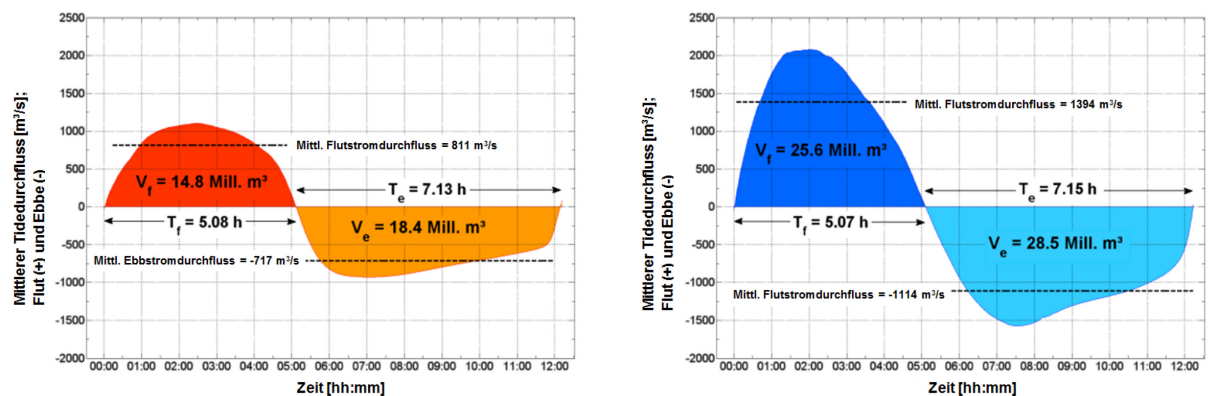 Mittlerer Tidedurchfluss [m³/s];
Flut (+) und Ebbe (-)
2500
2000
1500
1000
500
0
-500
-1000
-1500
-2000
Mittl. Flutstromdurchfluss = 811 m³/s
V_f = 14.8 Mill. m³
T_e = 7.13 h
T_f = 5.08 h
V_e = 18.4 Mill. m³
Mittl. Ebbstromdurchfluss = -717 m³/s
00:00 01:00 02:00 03:00 04:00 05:00 06:00 07:00 08:00 09:00 10:00 11:00 12:00
Zeit [hh:mm]
Mittlerer Tidedurchfluss [m³/s];
Flut (+) und Ebbe (-)
2500
2000
1500
1000
500
0
-500
-1000
-1500
-2000
Mittl. Flutstromdurchfluss = 1394 m³/s
V_f = 25.6 Mill. m³
T_e = 7.15 h
T_f = 5.07 h
V_e = 28.5 Mill. m³
Mittl. Flutstromdurchfluss = -1114 m³/s
00:00 01:00 02:00 03:00 04:00 05:00 06:00 07:00 08:00 09:00 10:00 11:00 12:00
Zeit [hh:mm]